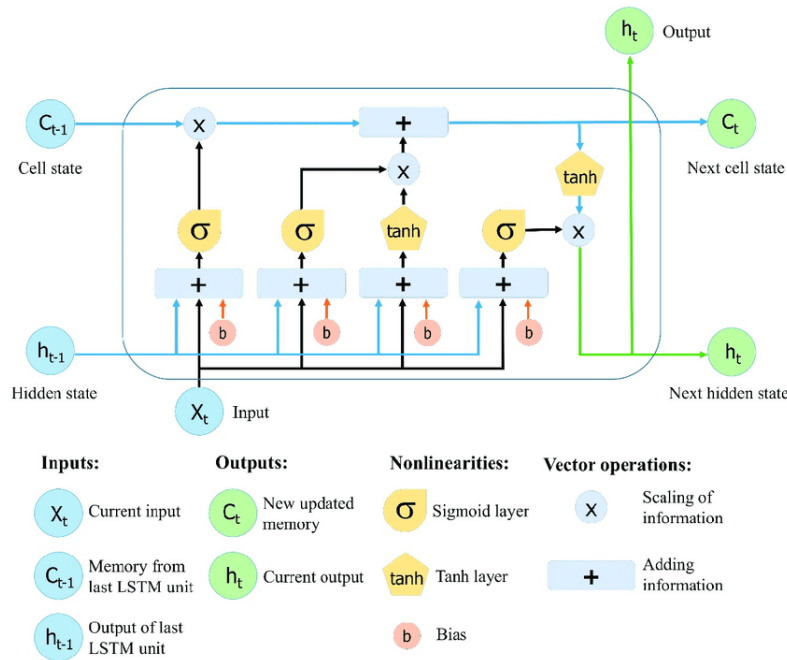 hₜ
Output
Cₜ₋₁
x
+
Cₜ
Cell state
x
tanh
Next cell state
σ
σ
tanh
σ
x
+
+
+
+
b
b
b
b
hₜ₋₁
hₜ
Hidden state
Next hidden state
Xₜ
Input
Inputs:
Outputs:
Nonlinearities:
Vector operations:
Xₜ
Current input
Cₜ
New updated
memory
σ
Sigmoid layer
x
Scaling of
information
Cₜ₋₁
Memory from
last LSTM unit
hₜ
Current output
tanh
Tanh layer
+
Adding
information
hₜ₋₁
Output of last
LSTM unit
b
Bias